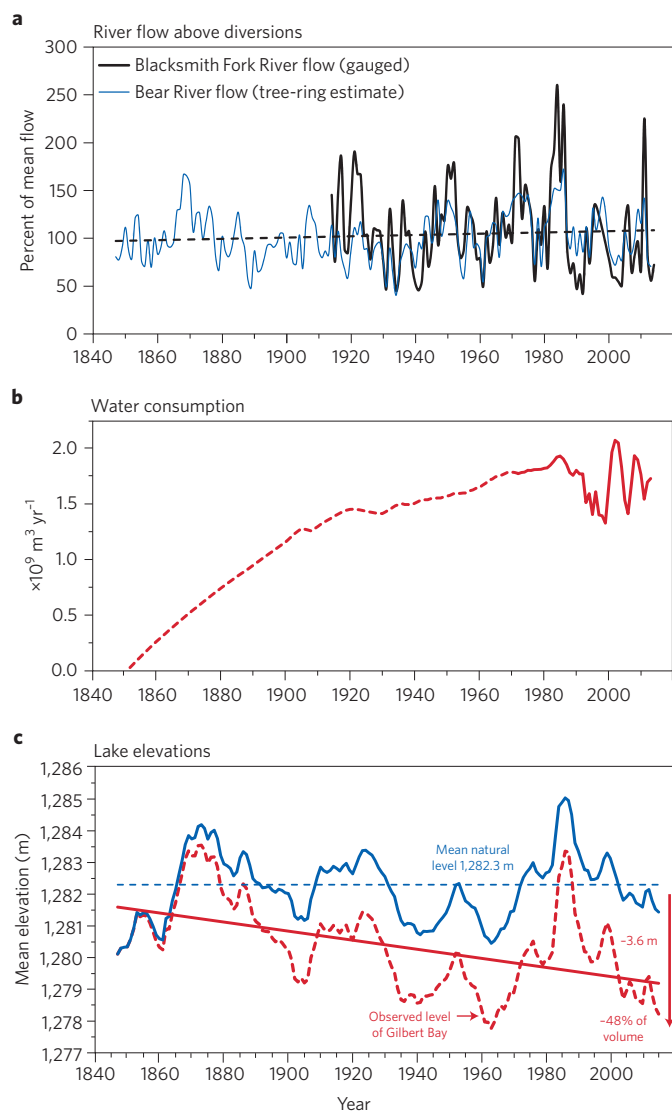 a
River flow above diversions
300
250
200
150
100
50
0
Percent of mean flow
Blacksmith Fork River flow (gauged)
Bear River flow (tree-ring estimate)
1840 1860 1880 1900 1920 1940 1960 1980 2000
b
Water consumption
2.0
1.5
1.0
0.5
0.0
×10⁹ m³ yr⁻¹
1840 1860 1880 1900 1920 1940 1960 1980 2000
c
Lake elevations
1,286
1,285
1,284
1,283
1,282
1,281
1,280
1,279
1,278
1,277
Mean elevation (m)
Mean natural
level 1,282.3 m
–3.6 m
Observed level
of Gilbert Bay
–48% of
volume
1840 1860 1880 1900 1920 1940 1960 1980 2000
Year